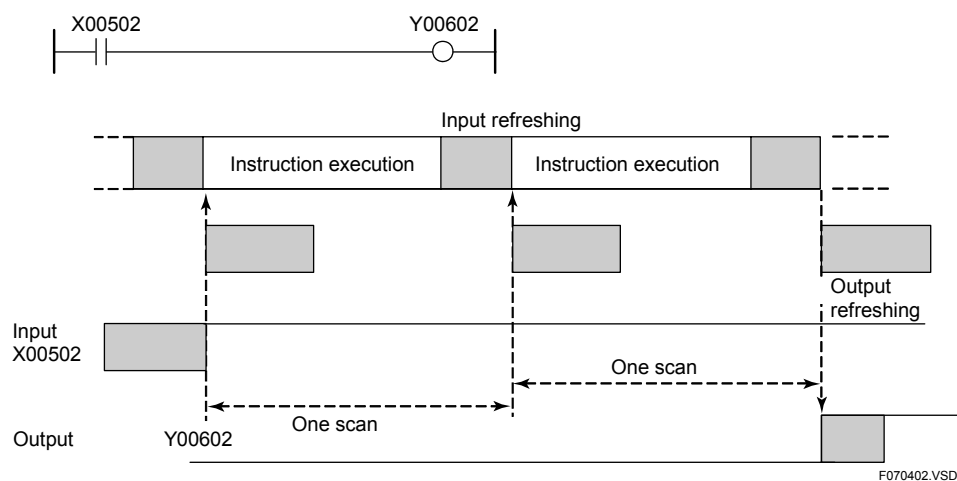 X00502 Y00602
Input refreshing
Instruction execution Instruction execution
Output
refreshing
Input
X00502
One scan
One scan
Output Y00602
F070402.VSD